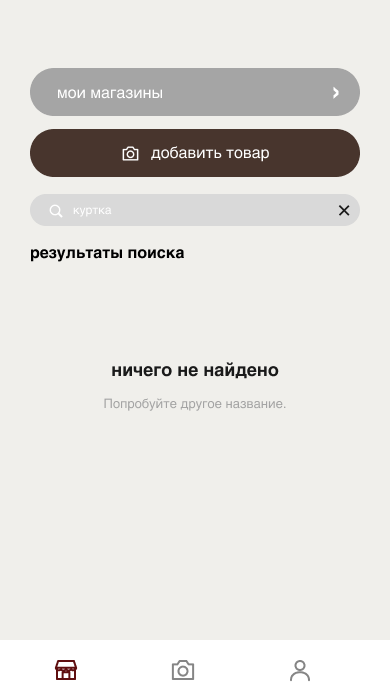 мои магазины
добавить товар
куртка
результаты поиска
ничего не найдено
Попробуйте другое название.